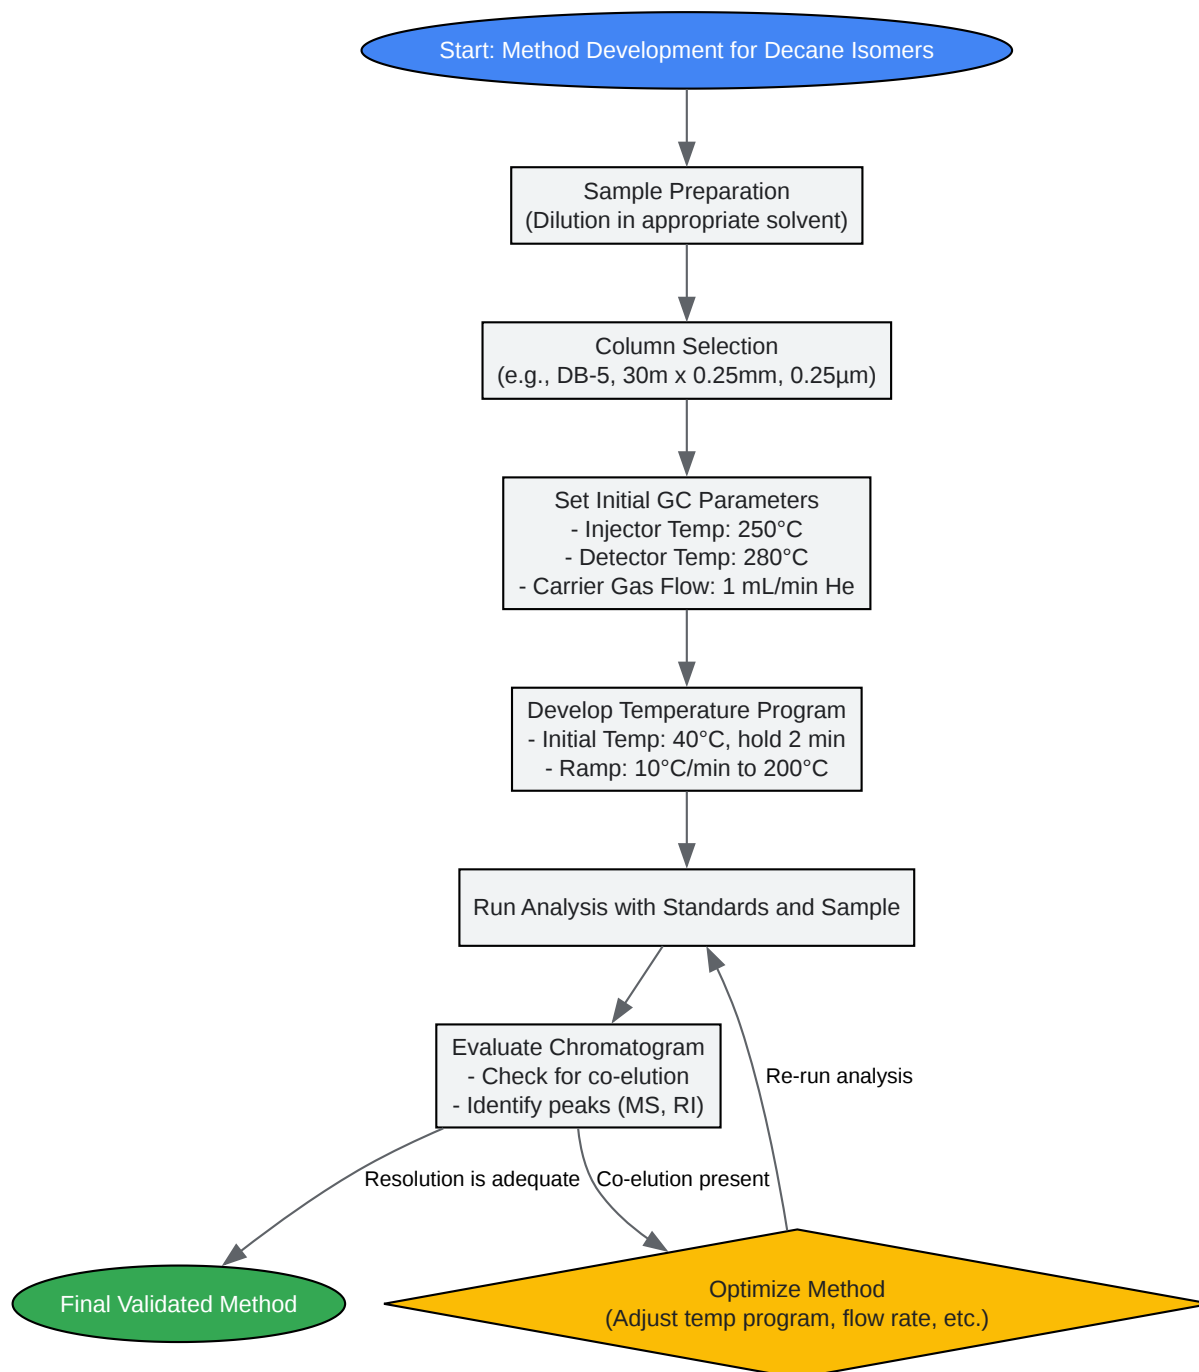 Start: Method Development for Decane Isomers
Sample Preparation
(Dilution in appropriate solvent)
Column Selection
(e.g., DB-5, 30m x 0.25mm, 0.25µm)
Set Initial GC Parameters
- Injector Temp: 250°C
- Detector Temp: 280°C
- Carrier Gas Flow: 1 mL/min He
Develop Temperature Program
- Initial Temp: 40°C, hold 2 min
- Ramp: 10°C/min to 200°C
Run Analysis with Standards and Sample
Evaluate Chromatogram
- Check for co-elution
- Identify peaks (MS, RI)
Re-run analysis
Resolution is adequate
Co-elution present
Final Validated Method
Optimize Method
(Adjust temp program, flow rate, etc.)